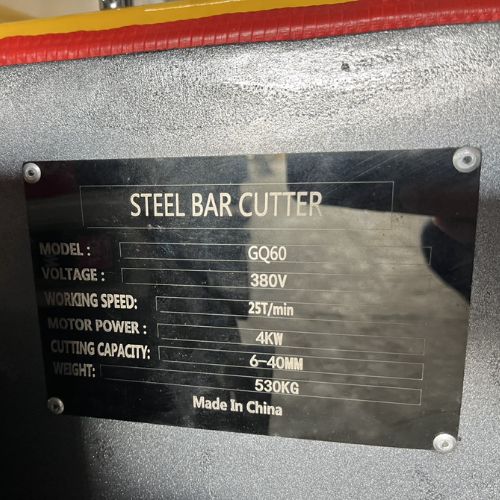 STEEL BAR CUTTER
MODEL : GQ60
VOLTAGE : 380V
WORKING SPEED: 25T/min
MOTOR POWER : 4KW
CUTTING CAPACITY: 6-40MM
WEIGHT: 530KG
Made In China